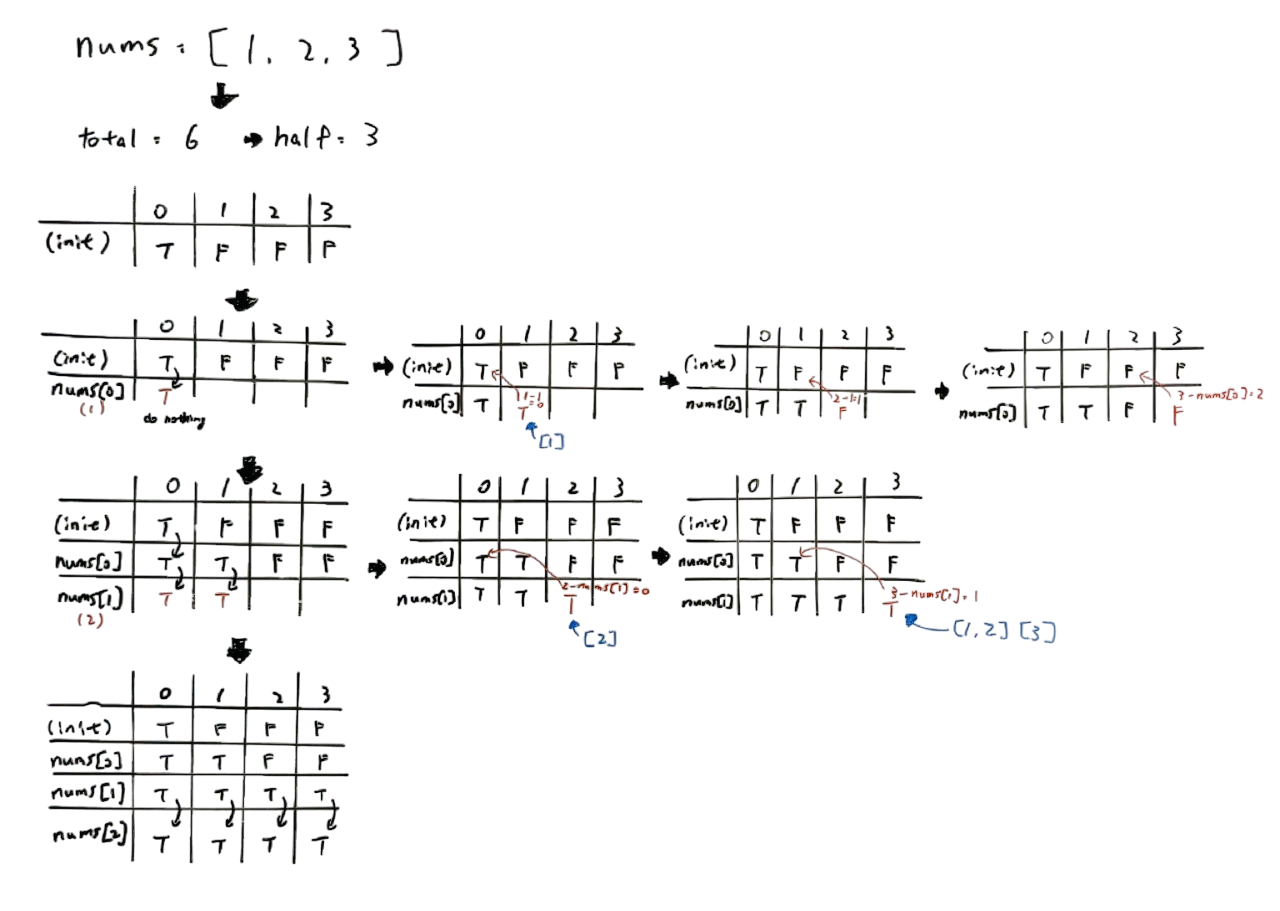 nums = [ 1, 2, 3 ]
total = 6 → half = 3
0 1 2 3
(init) T F F F
0 1 2 3
(init) T F F F
nums[0] T
(1)
do nothing
0 1 2 3
(init) T F F F
nums[0] T 1-1=0
T
[1]
0 1 2 3
(init) T F F F
nums[0] T T 2-1=1
F
0 1 2 3
(init) T F F F
3-nums[0]=2
nums[0] T T F F
0 1 2 3
(init) T F F F
nums[0] T T F F
nums[1] T T
(2)
0 1 2 3
(init) T F F F
nums[0] T T F F
2-nums[1]=0
nums[1] T T T
[2]
0 1 2 3
(init) T F F F
nums[0] T T F F
3-nums[1]=1
nums[1] T T T T
[1,2] [3]
0 1 2 3
(init) T F F F
nums[0] T T F F
nums[1] T T T T
nums[2] T T T T